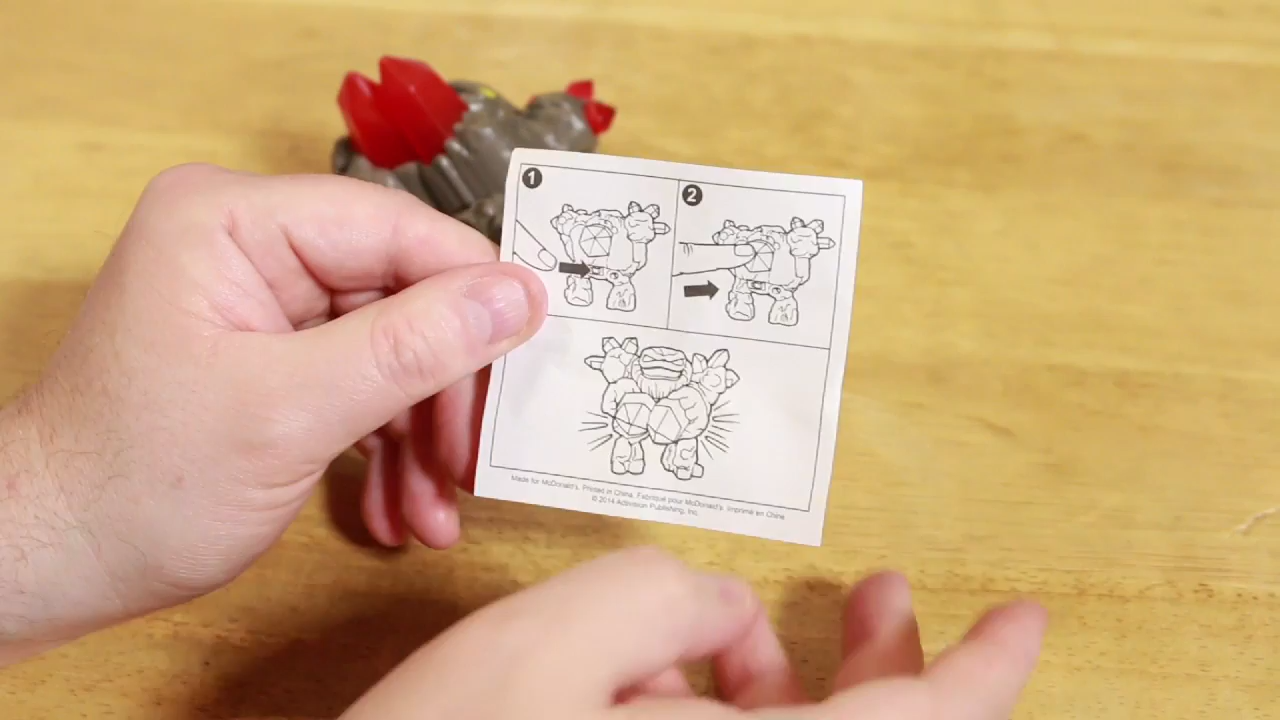 1
2
Made for McDonald's. Printed in China. Fabriqué pour McDonald's. Imprimé en Chine
© 2014 Activision Publishing, Inc.